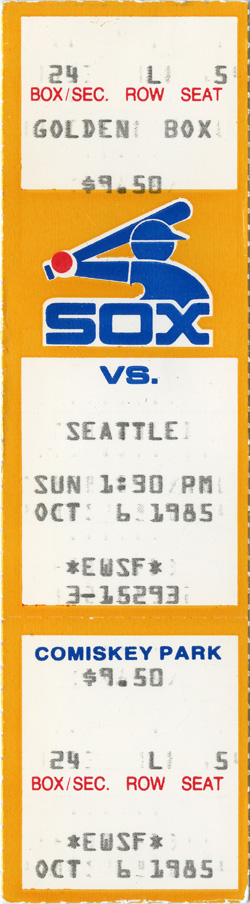 24 L 5
BOX/SEC. ROW SEAT
GOLDEN BOX
$9.50
SOX
VS.
SEATTLE
SUN 1:30 PM
OCT 6 1985
*EWSF*
3-15293
COMISKEY PARK
$9.50
24 L 5
BOX/SEC. ROW SEAT
*EWSF*
OCT 6 1985